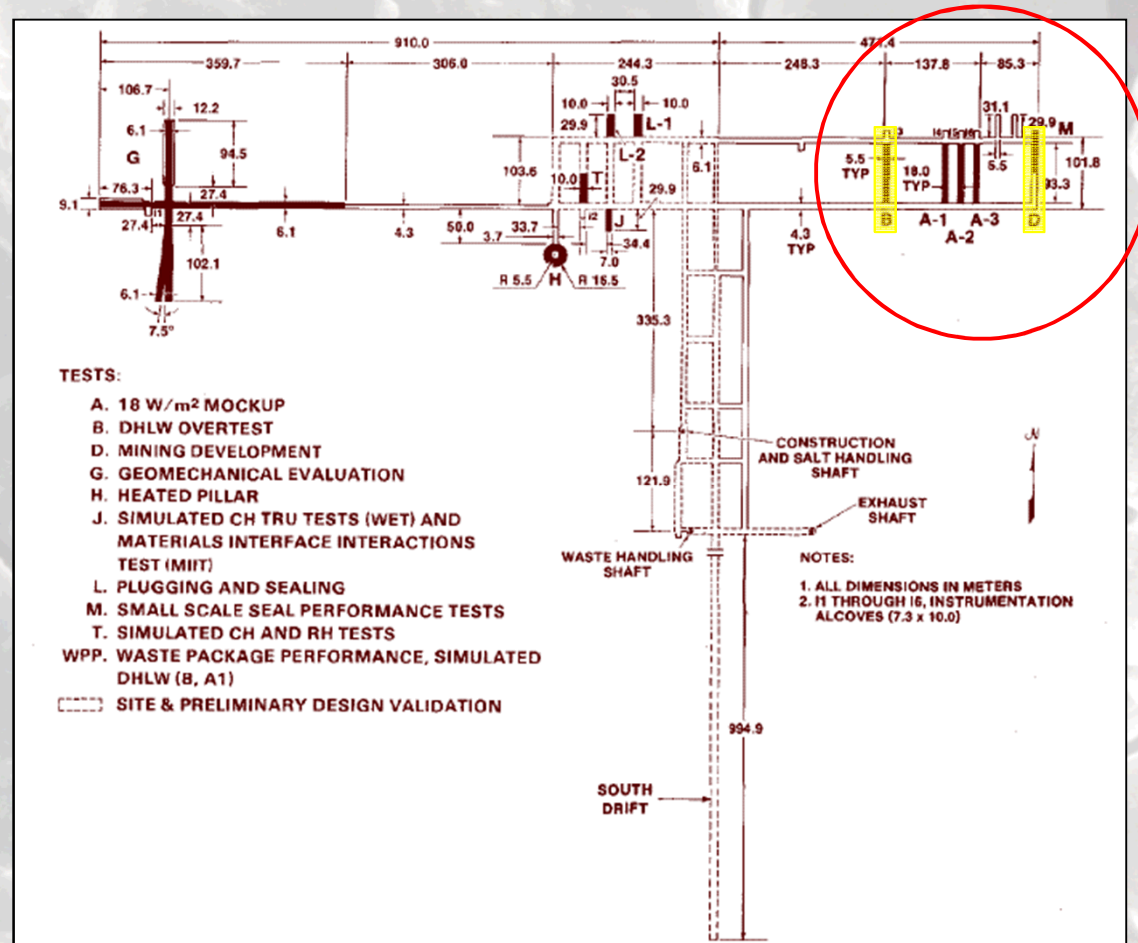 910.0
471.4
359.7
306.0
244.3
248.3
137.8
85.3
106.7
12.2
30.5
10.0
10.0
31.1
6.1
29.9
L-1
29.9
M
G
94.5
103.6
L-2
6.1
5.5
TYP
18.0
TYP
5.5
101.8
10.0
T
93.3
76.3
27.4
29.9
9.1
I1
27.4
27.4
6.1
4.3
50.0
33.7
I2
J
3.7
34.4
7.0
4.3
TYP
B
A-1
A-3
A-2
D
102.1
R 5.5
H
R 16.5
6.1
7.5°
335.3
TESTS:
A. 18 W/m² MOCKUP
B. DHLW OVERTEST
D. MINING DEVELOPMENT
G. GEOMECHANICAL EVALUATION
H. HEATED PILLAR
J. SIMULATED CH TRU TESTS (WET) AND
MATERIALS INTERFACE INTERACTIONS
TEST (MIIT)
L. PLUGGING AND SEALING
M. SMALL SCALE SEAL PERFORMANCE TESTS
T. SIMULATED CH AND RH TESTS
WPP. WASTE PACKAGE PERFORMANCE, SIMULATED
DHLW (B, A1)
SITE & PRELIMINARY DESIGN VALIDATION
N
CONSTRUCTION
AND SALT HANDLING
SHAFT
121.9
EXHAUST
SHAFT
WASTE HANDLING
SHAFT
NOTES:
1. ALL DIMENSIONS IN METERS
2. I1 THROUGH I6, INSTRUMENTATION
ALCOVES (7.3 x 10.0)
994.9
SOUTH
DRIFT